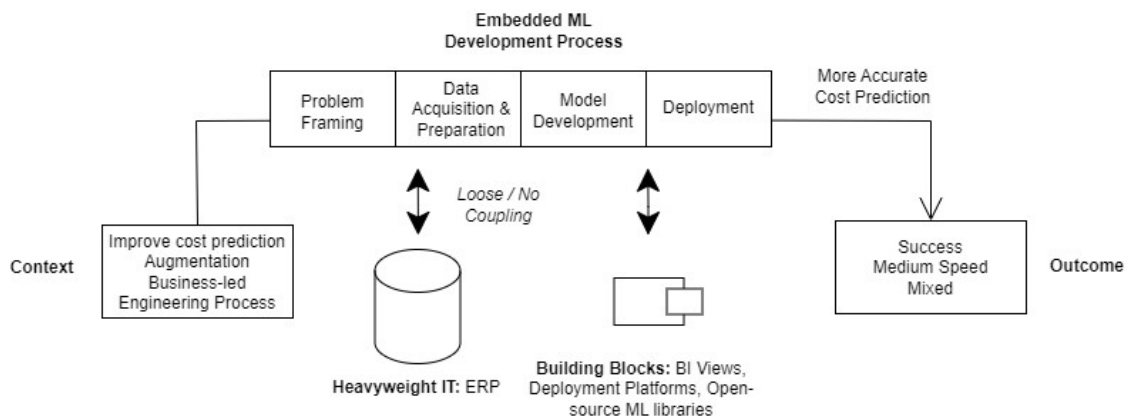 Embedded ML
Development Process
Problem
Framing
Data
Acquisition &
Preparation
Model
Development
Deployment
More Accurate
Cost Prediction
Loose / No
Coupling
Context
Improve cost prediction
Augmentation
Business-led
Engineering Process
Success
Medium Speed
Mixed
Outcome
Heavyweight IT: ERP
Building Blocks: BI Views,
Deployment Platforms, Open-
source ML libraries